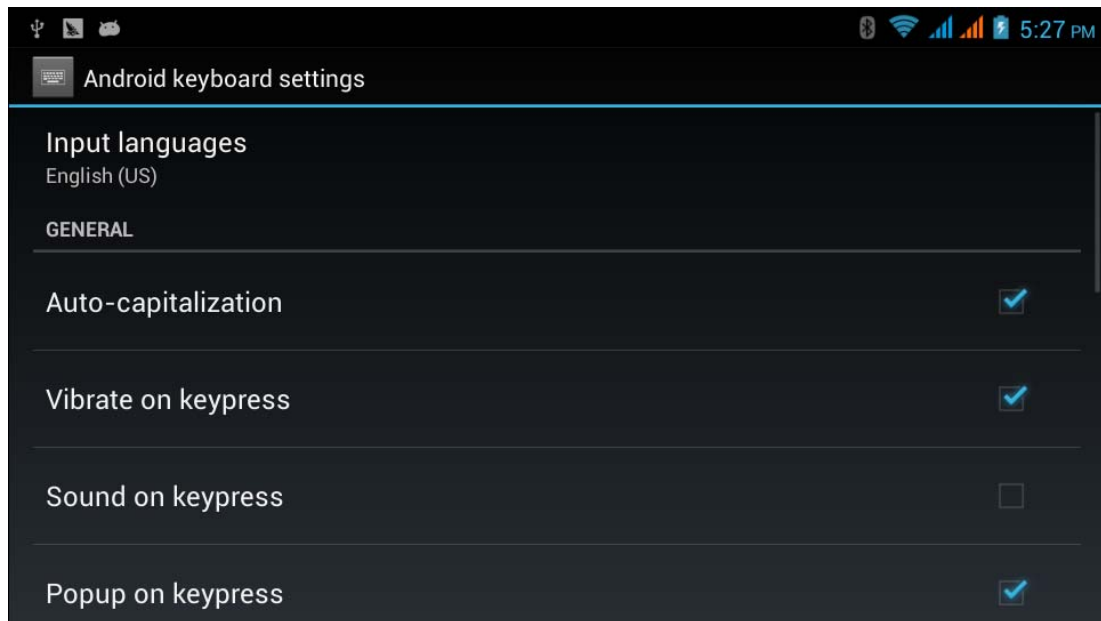 5:27 PM
Android keyboard settings
Input languages
English (US)
GENERAL
Auto-capitalization
Vibrate on keypress
Sound on keypress
Popup on keypress